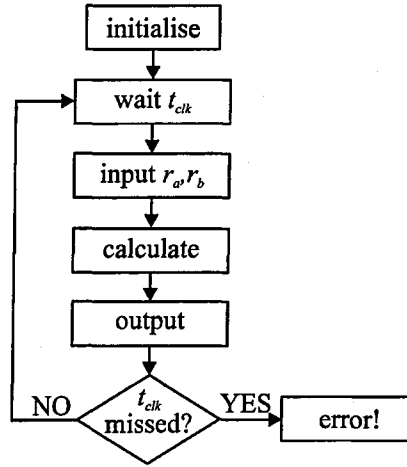 initialise
wait t_clk
input r_a, r_b
calculate
output
t_clk
missed?
NO
YES
error!